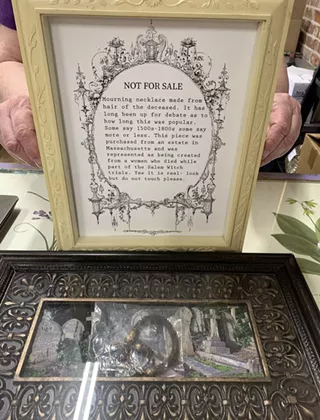 NOT FOR SALE
Mourning necklace made from
hair of the deceased. It has
long been up for debate as to
how long this was popular.
Some say 1500s-1800s some say
more or less. This piece was
purchased from an estate in
Massachusetts and was
represented as being created
from a women who died while
part of the Salem Witch
trials. Yes it is real- look
but do not touch please.